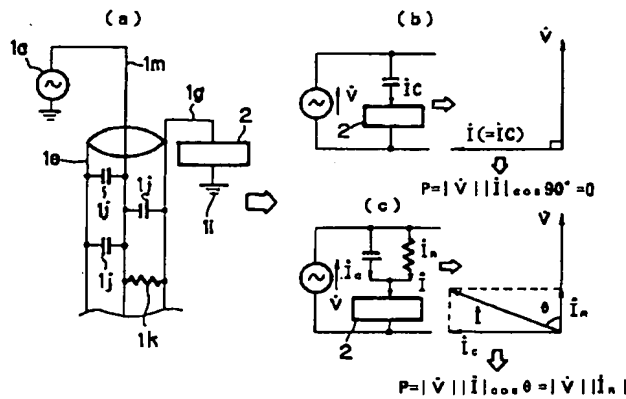 (a)
1a
1m
1g
2
1e
1j
1j
1j
1l
1k
(b)
V̇
İC
2
V̇
İ(=İC)
P=|V̇||İ|cos90°=0
(c)
İc
İR
İ
V̇
2
V̇
θ
İ
İR
İc
P=|V̇||İ|cosθ=|V̇||İR|